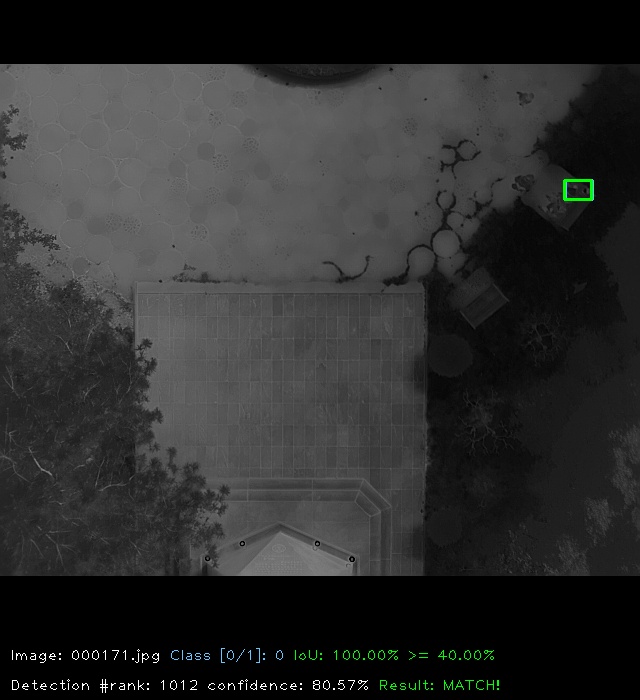 Image: 000171.jpg Class [0/1]: 0 IoU: 100.00% >= 40.00%
Detection #rank: 1012 confidence: 80.57% Result: MATCH!